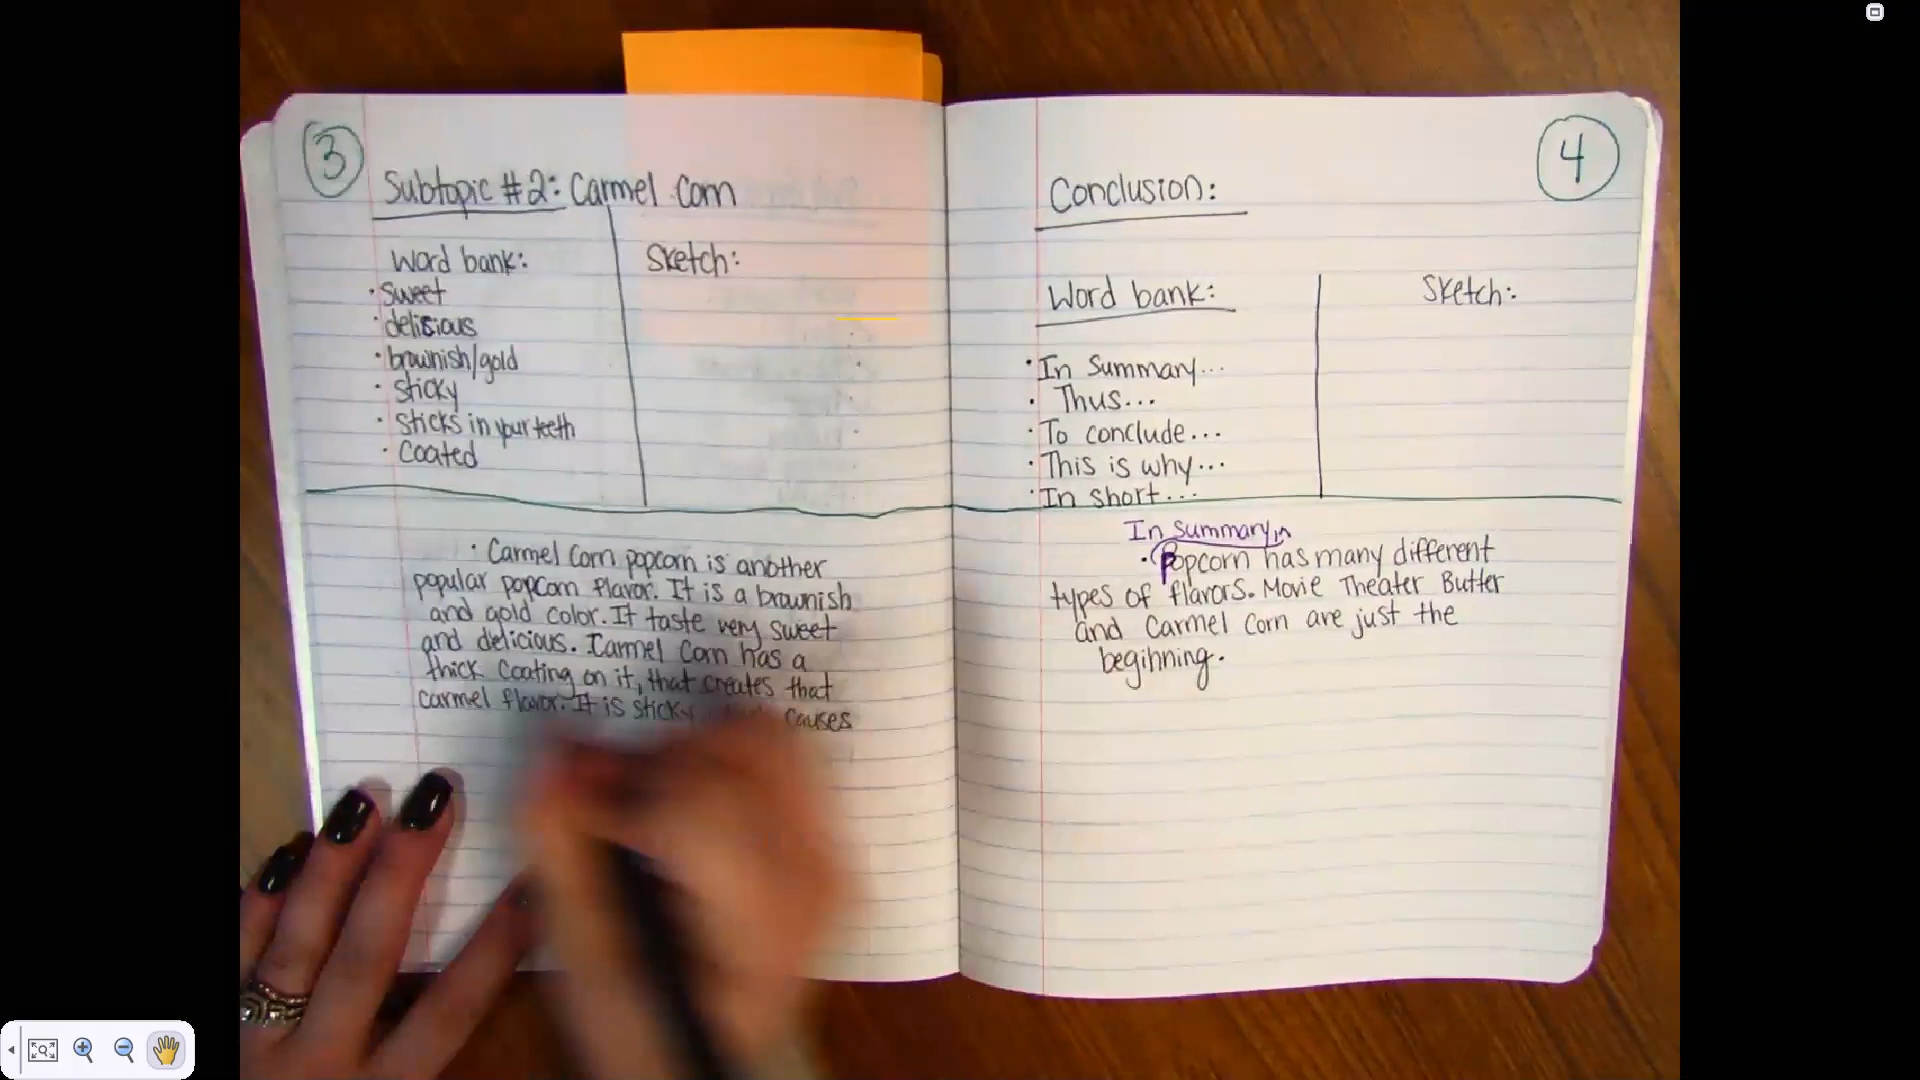 3
Subtopic #2: Carmel Corn
Word bank:
Sketch:
• sweet
• delicious
• brownish/gold
• sticky
• sticks in your teeth
• Coated
• Carmel Corn popcorn is another
popular popcorn flavor. It is a brownish
and gold color. It taste very sweet
and delicious. Carmel Corn has a
thick coating on it, that creates that
carmel flavor. It is sticky causes
4
Conclusion:
Word bank:
Sketch:
• In Summary...
• Thus...
• To conclude...
• This is why...
• In short...
In summary,
• Popcorn has many different
types of flavors. Movie Theater Butter
and Carmel Corn are just the
beginning.